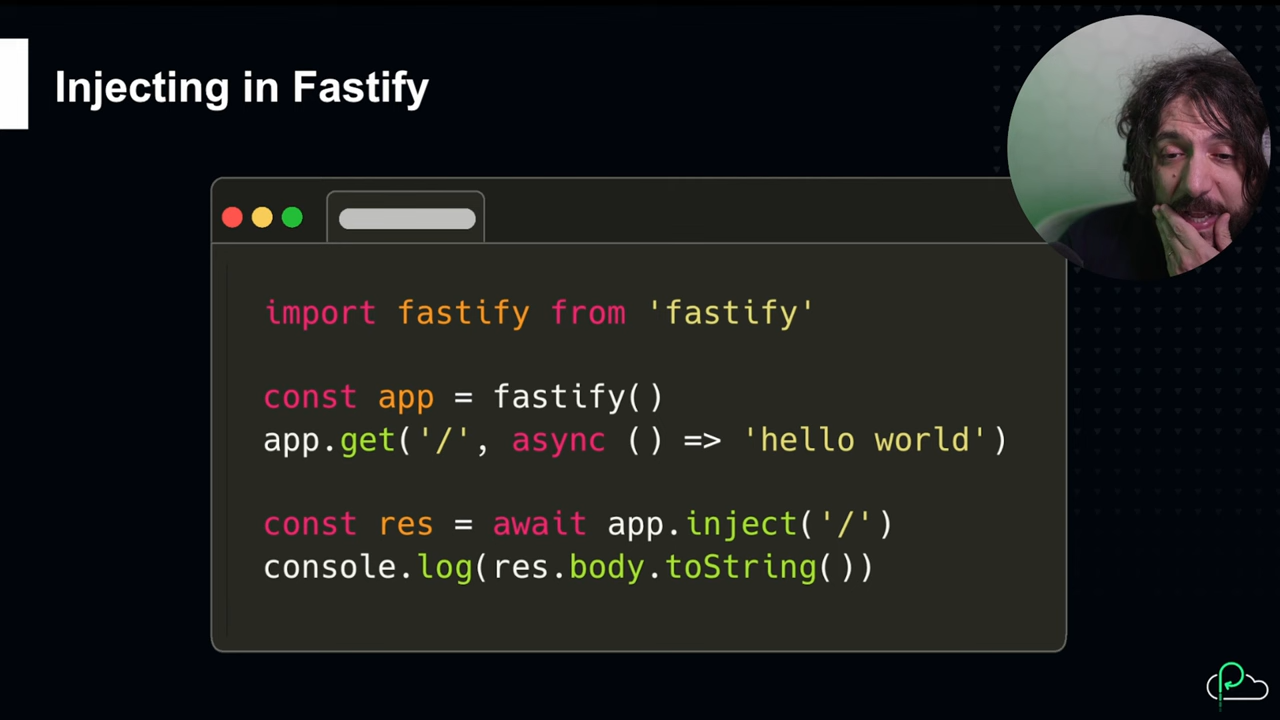 Injecting in Fastify
import fastify from 'fastify'
const app = fastify()
app.get('/', async () => 'hello world')
const res = await app.inject('/')
console.log(res.body.toString())